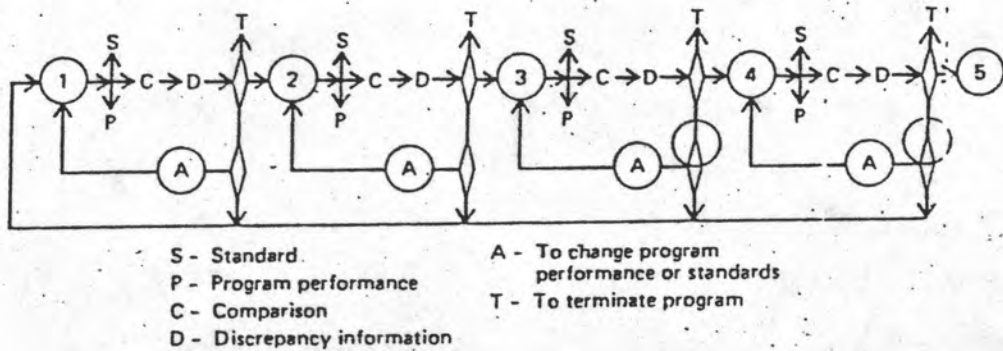 T T T T
S S S S
1 C D 2 C D 3 C D 4 C D 5
P P P P
A A A A
S - Standard
P - Program performance
C - Comparison
D - Discrepancy information
A - To change program
performance or standards
T - To terminate program